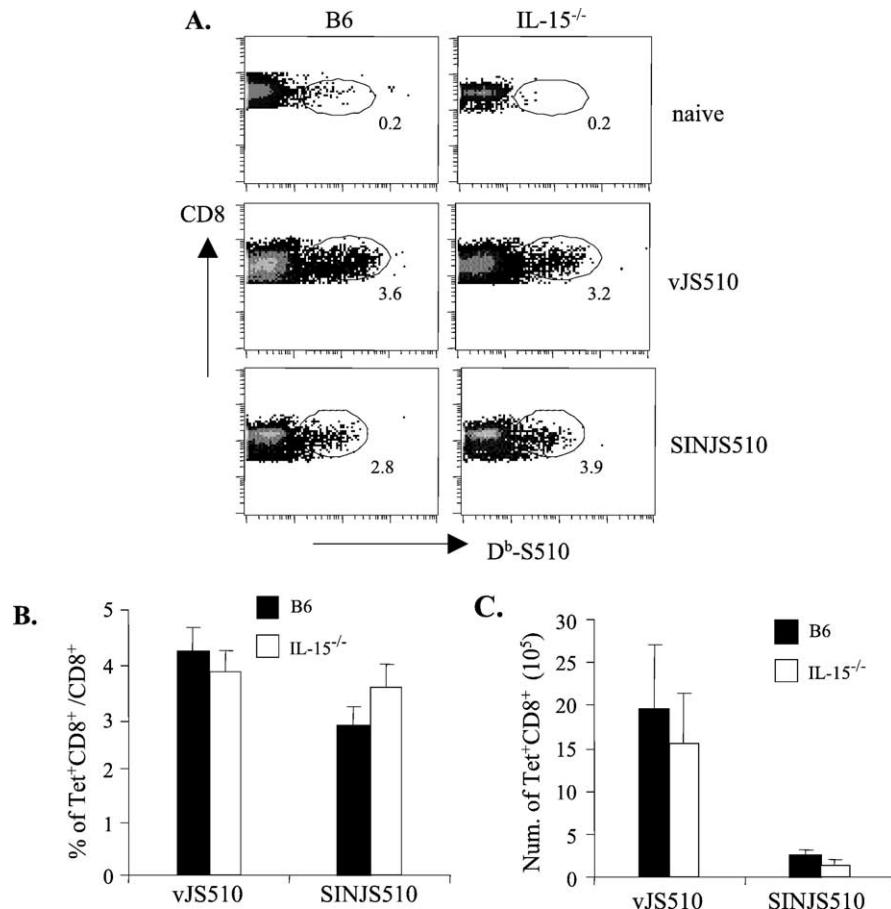 A.
B6
IL-15⁻/⁻
0.2
0.2
naive
CD8
3.6
3.2
vJS510
2.8
3.9
SINJS510
Dᵇ-S510
B.
% of Tet⁺CD8⁺ /CD8⁺
5
4
3
2
1
0
B6
IL-15⁻/⁻
vJS510
SINJS510
C.
Num. of Tet⁺CD8⁺ (10⁵)
30
25
20
15
10
5
0
B6
IL-15⁻/⁻
vJS510
SINJS510